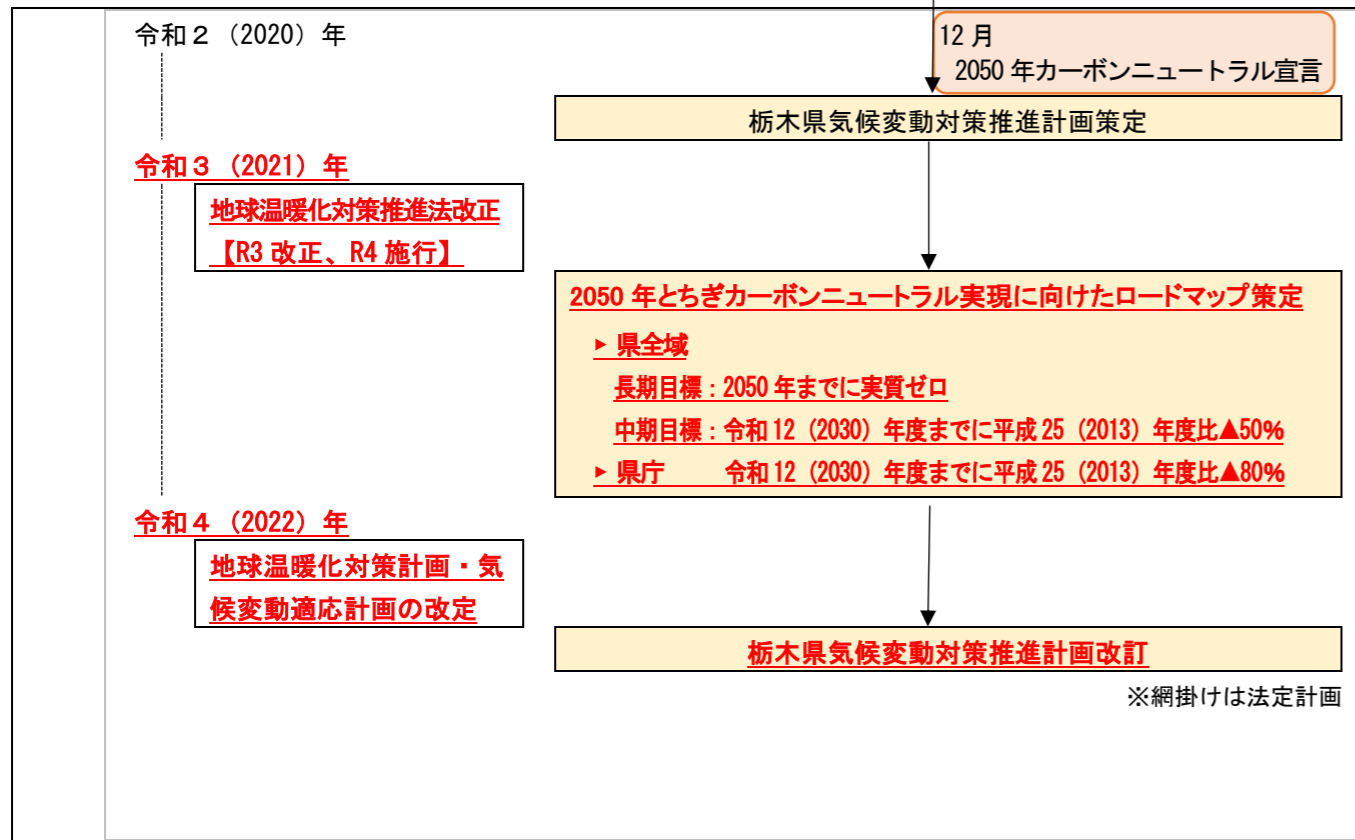 令和２（2020）年
12 月
2050 年カーボンニュートラル宣言
栃木県気候変動対策推進計画策定
令和３（2021）年
地球温暖化対策推進法改正
【R3 改正、R4 施行】
2050 年とちぎカーボンニュートラル実現に向けたロードマップ策定
▶ 県全域
長期目標：2050 年までに実質ゼロ
中期目標：令和 12（2030）年度までに平成 25（2013）年度比▲50%
▶ 県庁　　令和 12（2030）年度までに平成 25（2013）年度比▲80%
令和４（2022）年
地球温暖化対策計画・気
候変動適応計画の改定
栃木県気候変動対策推進計画改訂
※網掛けは法定計画